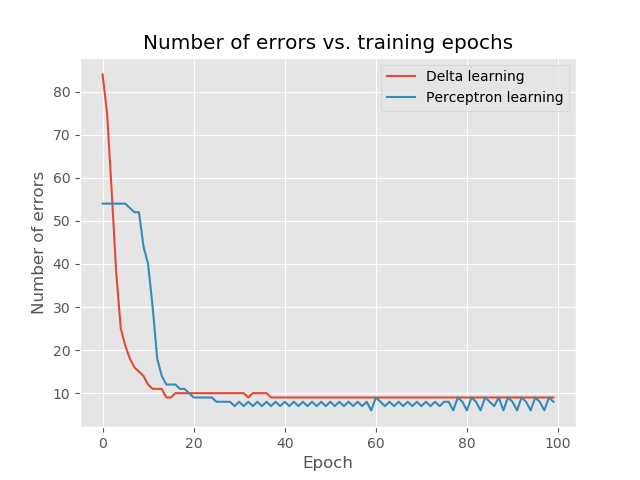 Number of errors vs. training epochs
Delta learning
Perceptron learning
Number of errors
80
70
60
50
40
30
20
10
0
20
40
60
80
100
Epoch